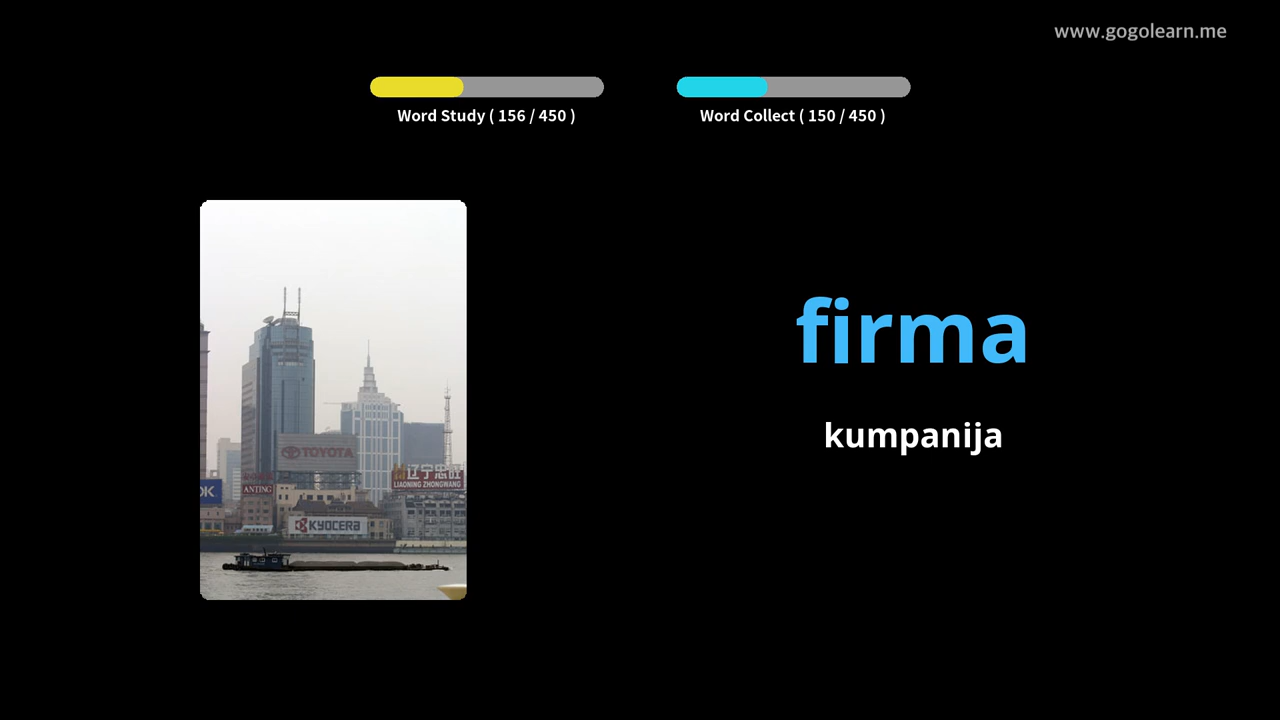 www.gogolearn.me
Word Study ( 156 / 450 )
Word Collect ( 150 / 450 )
firma
kumpanija
TOYOTA
辽宁忠旺
LIAONING ZHONGWANG
OK
ANTING
KYOCERA